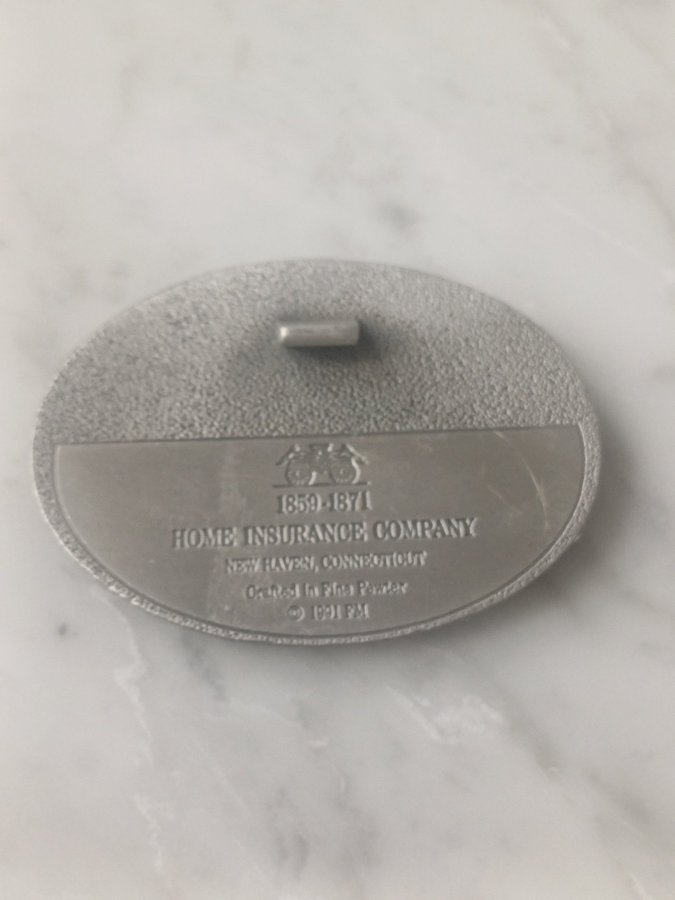 1859-1871
HOME INSURANCE COMPANY
NEW HAVEN, CONNECTICUT
Crafted in Fine Pewter
© 1991 FM